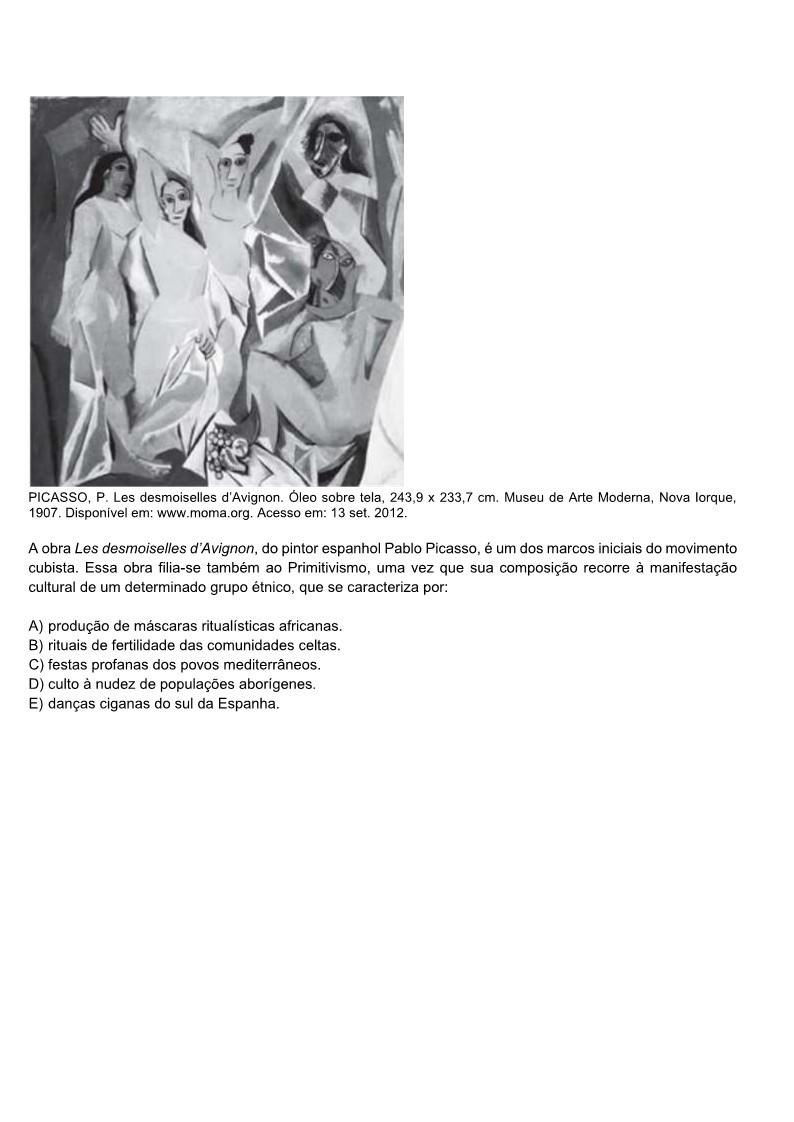 PICASSO, P. Les desmoiselles d’Avignon. Óleo sobre tela, 243,9 x 233,7 cm. Museu de Arte Moderna, Nova Iorque,
1907. Disponível em: www.moma.org. Acesso em: 13 set. 2012.
A obra Les desmoiselles d’Avignon, do pintor espanhol Pablo Picasso, é um dos marcos iniciais do movimento
cubista. Essa obra filia-se também ao Primitivismo, uma vez que sua composição recorre à manifestação
cultural de um determinado grupo étnico, que se caracteriza por:
A) produção de máscaras ritualísticas africanas.
B) rituais de fertilidade das comunidades celtas.
C) festas profanas dos povos mediterrâneos.
D) culto à nudez de populações aborígenes.
E) danças ciganas do sul da Espanha.